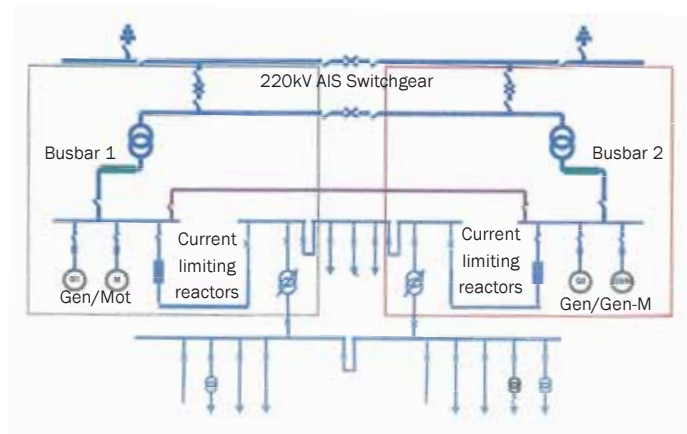 220kV AIS Switchgear
Busbar 1
Busbar 2
Current
limiting
reactors
Current
limiting
reactors
Gen/Mot
Gen/Gen-M